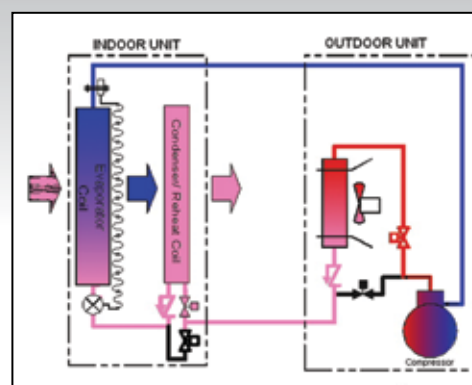 INDOOR UNIT
OUTDOOR UNIT
Evaporator
Coil
Condenser/ Reheat Coil
Compressor